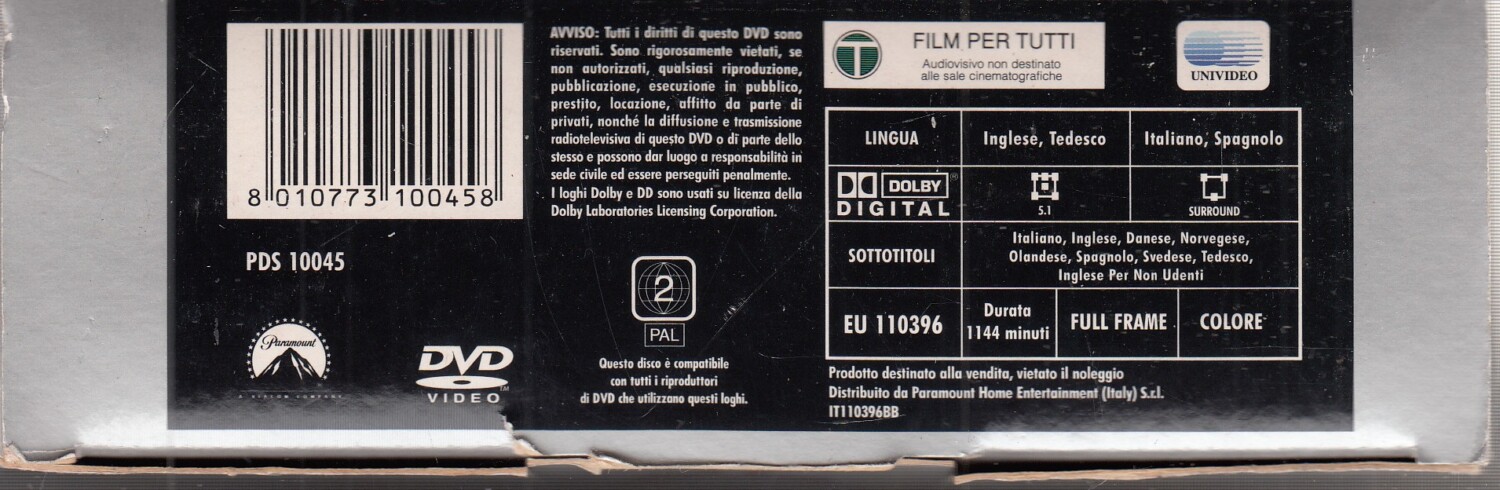 8 010773 100458
PDS 10045
Paramount
DVD
VIDEO
TM
AVVISO: Tutti i diritti di questo DVD sono
riservati. Sono rigorosamente vietati, se
non autorizzati, qualsiasi riproduzione,
pubblicazione, esecuzione in pubblico,
prestito, locazione, affitto da parte di
privati, nonché la diffusione e trasmissione
radiotelevisiva di questo DVD o di parte dello
stesso e possono dar luogo a responsabilità in
sede civile ed essere perseguiti penalmente.
I loghi Dolby e DD sono usati su licenza della
Dolby Laboratories Licensing Corporation.
2
PAL
Questo disco è compatibile
con tutti i riproduttori
di DVD che utilizzano questi loghi.
T
FILM PER TUTTI
Audiovisivo non destinato
alle sale cinematografiche
UNIVIDEO
LINGUA Inglese, Tedesco Italiano, Spagnolo
DOLBY
DIGITAL 5.1 SURROUND
SOTTOTITOLI
Italiano, Inglese, Danese, Norvegese,
Olandese, Spagnolo, Svedese, Tedesco,
Inglese Per Non Udenti
EU 110396
Durata
1144 minuti
FULL FRAME
COLORE
Prodotto destinato alla vendita, vietato il noleggio
Distribuito da Paramount Home Entertainment (Italy) S.r.l.
IT110396BB